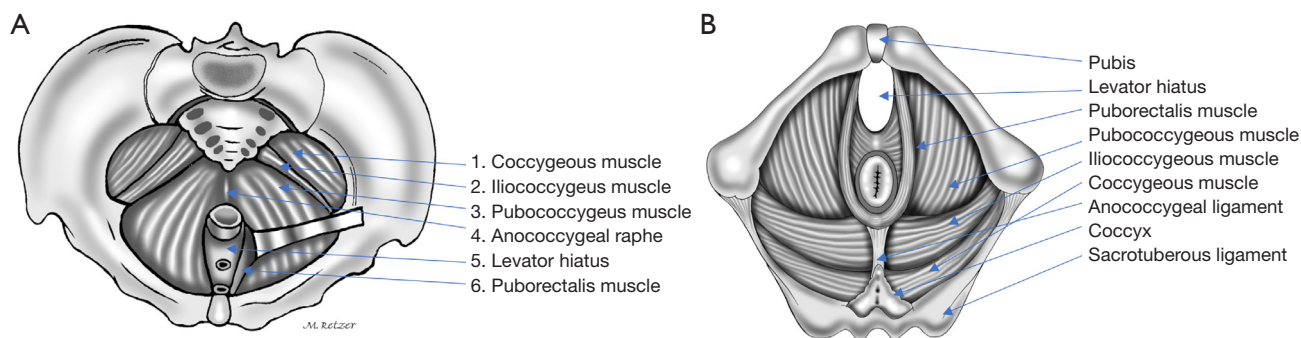 A
1. Coccygeous muscle
2. Iliococcygeus muscle
3. Pubococcygeus muscle
4. Anococcygeal raphe
5. Levator hiatus
6. Puborectalis muscle
M. Retzer
B
Pubis
Levator hiatus
Puborectalis muscle
Pubococcygeous muscle
Iliococcygeous muscle
Coccygeous muscle
Anococcygeal ligament
Coccyx
Sacrotuberous ligament